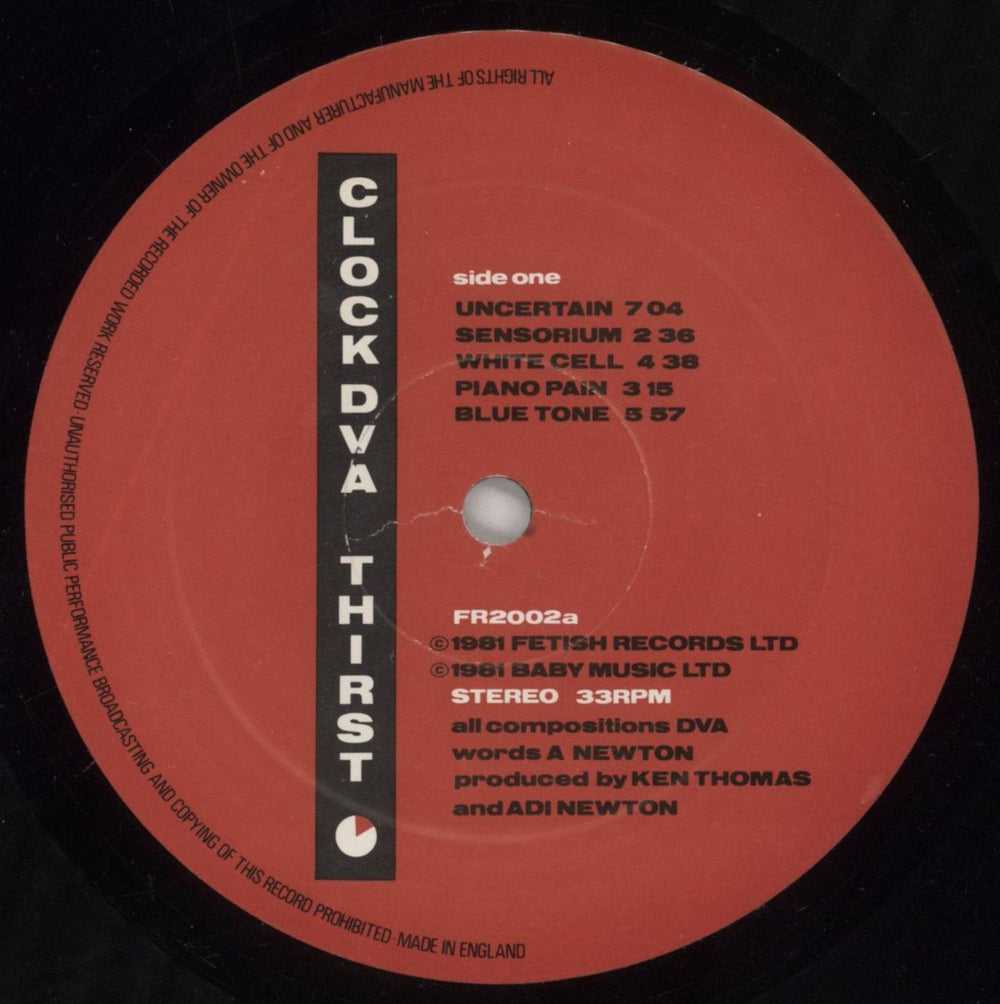 ALL RIGHTS OF THE MANUFACTURER AND OF THE OWNER OF THE RECORDED WORK RESERVED·UNAUTHORISED PUBLIC PERFORMANCE BROADCASTING AND COPYING OF THIS RECORD PROHIBITED·MADE IN ENGLAND
CLOCK DVA THIRST
side one
UNCERTAIN 7 04
SENSORIUM 2 36
WHITE CELL 4 38
PIANO PAIN 3 15
BLUE TONE 5 57
FR2002a
©1981 FETISH RECORDS LTD
©1981 BABY MUSIC LTD
STEREO 33RPM
all compositions DVA
words A NEWTON
produced by KEN THOMAS
and ADI NEWTON